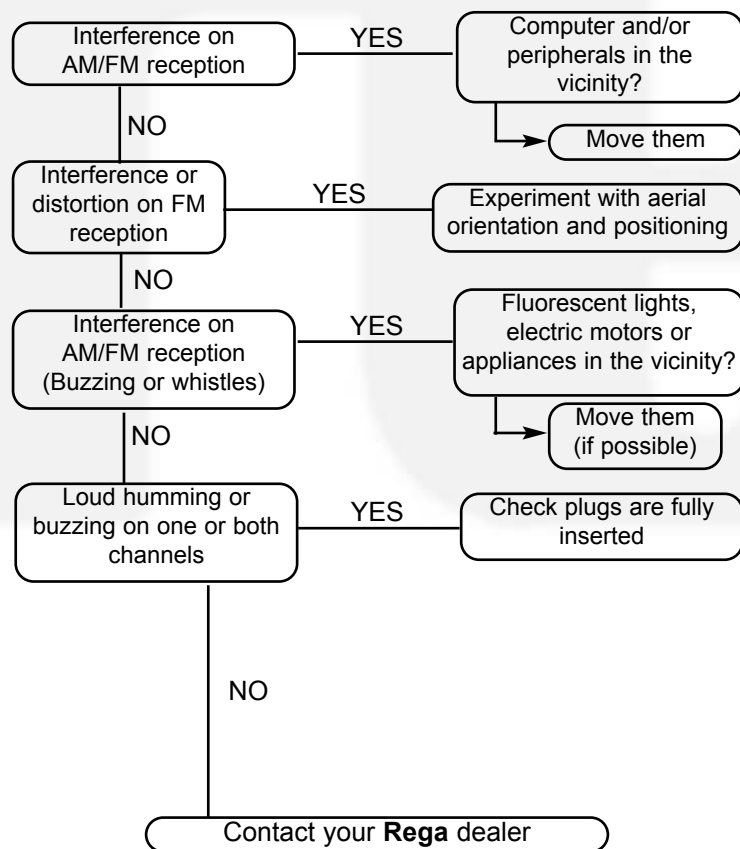 Interference on
AM/FM reception
YES
Computer and/or
peripherals in the
vicinity?
Move them
NO
Interference or
distortion on FM
reception
YES
Experiment with aerial
orientation and positioning
NO
Interference on
AM/FM reception
(Buzzing or whistles)
YES
Fluorescent lights,
electric motors or
appliances in the vicinity?
Move them
(if possible)
NO
Loud humming or
buzzing on one or both
channels
YES
Check plugs are fully
inserted
NO
Contact your Rega dealer